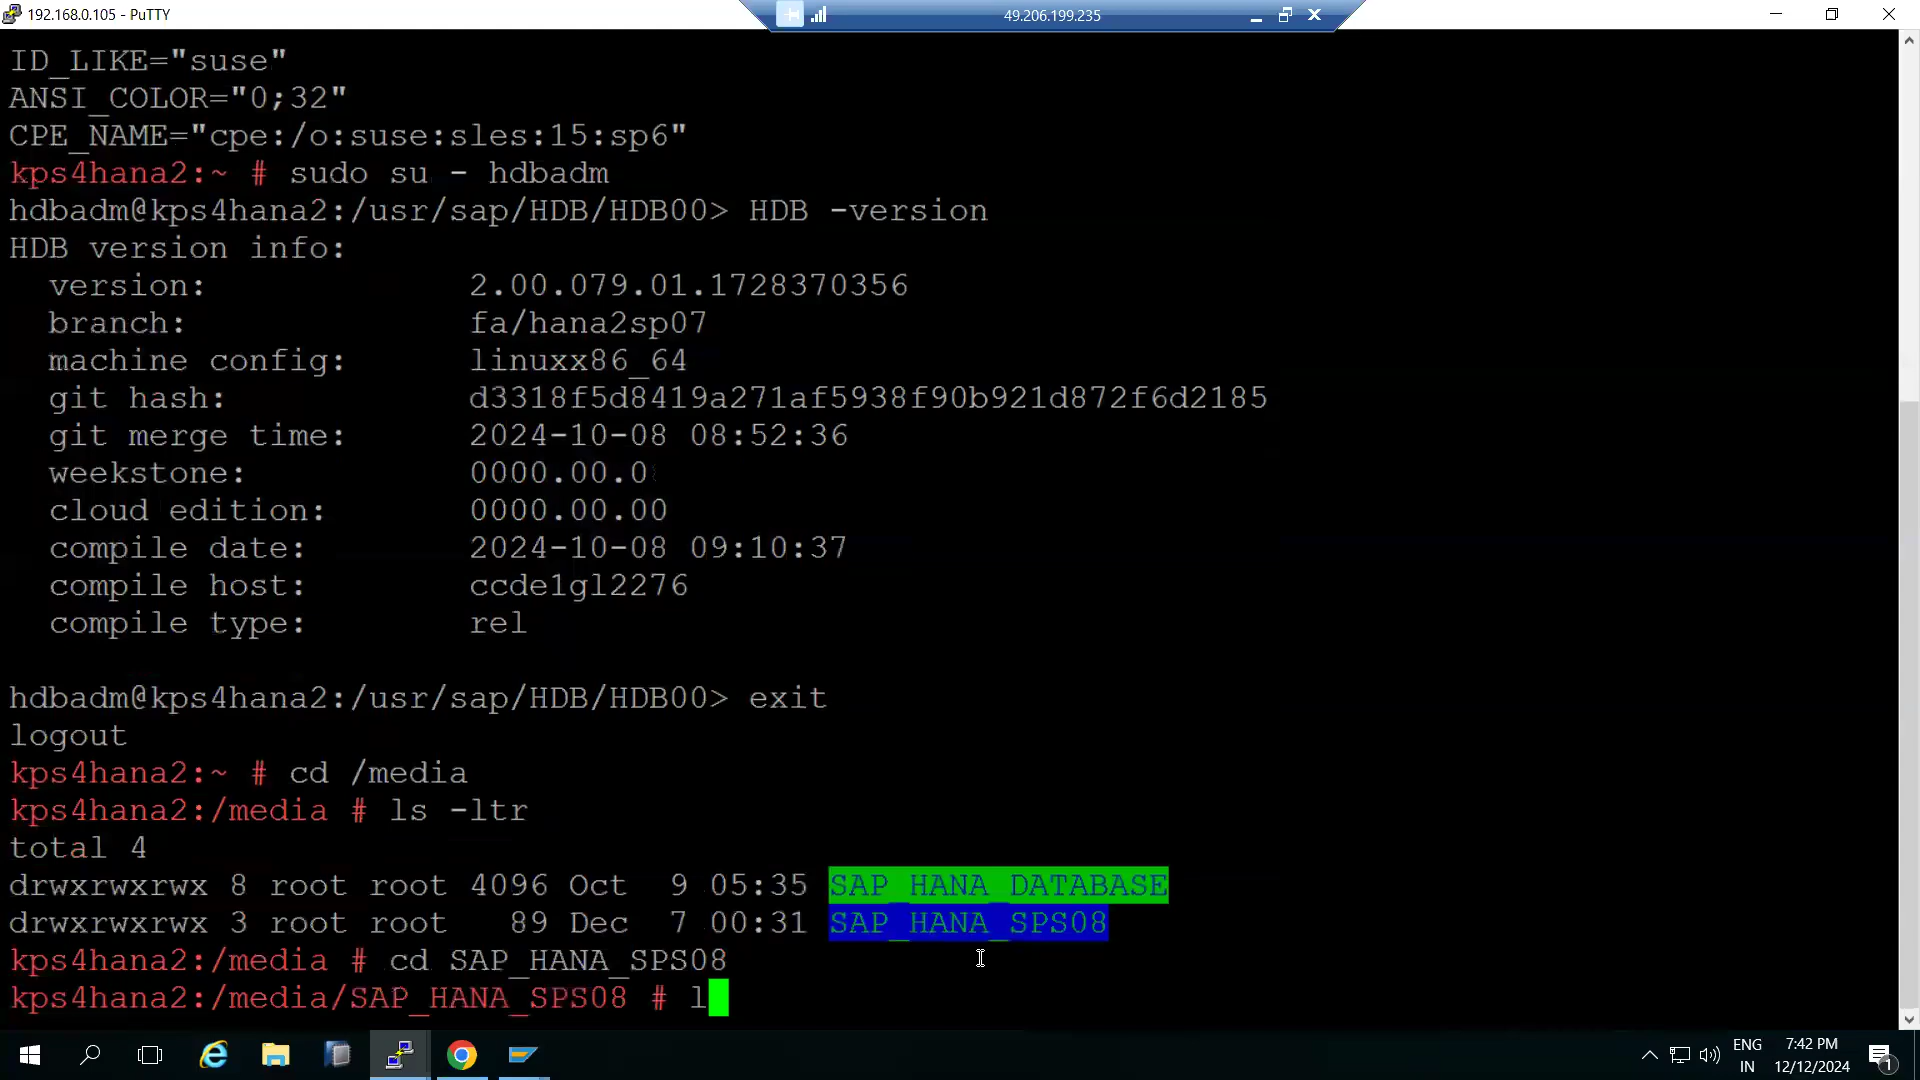 192.168.0.105 - PuTTY
49.206.199.235
ID_LIKE="suse"
ANSI_COLOR="0;32"
CPE_NAME="cpe:/o:suse:sles:15:sp6"
kps4hana2:~ # sudo su - hdbadm
hdbadm@kps4hana2:/usr/sap/HDB/HDB00> HDB -version
HDB version info:
version: 2.00.079.01.1728370356
branch: fa/hana2sp07
machine config: linuxx86_64
git hash: d3318f5d8419a271af5938f90b921d872f6d2185
git merge time: 2024-10-08 08:52:36
weekstone: 0000.00.0
cloud edition: 0000.00.00
compile date: 2024-10-08 09:10:37
compile host: ccde1gl2276
compile type: rel
hdbadm@kps4hana2:/usr/sap/HDB/HDB00> exit
logout
kps4hana2:~ # cd /media
kps4hana2:/media # ls -ltr
total 4
drwxrwxrwx 8 root root 4096 Oct 9 05:35 SAP_HANA_DATABASE
drwxrwxrwx 3 root root 89 Dec 7 00:31 SAP_HANA_SPS08
kps4hana2:/media # cd SAP_HANA_SPS08
kps4hana2:/media/SAP_HANA_SPS08 # l
ENG
IN
7:42 PM
12/12/2024
1